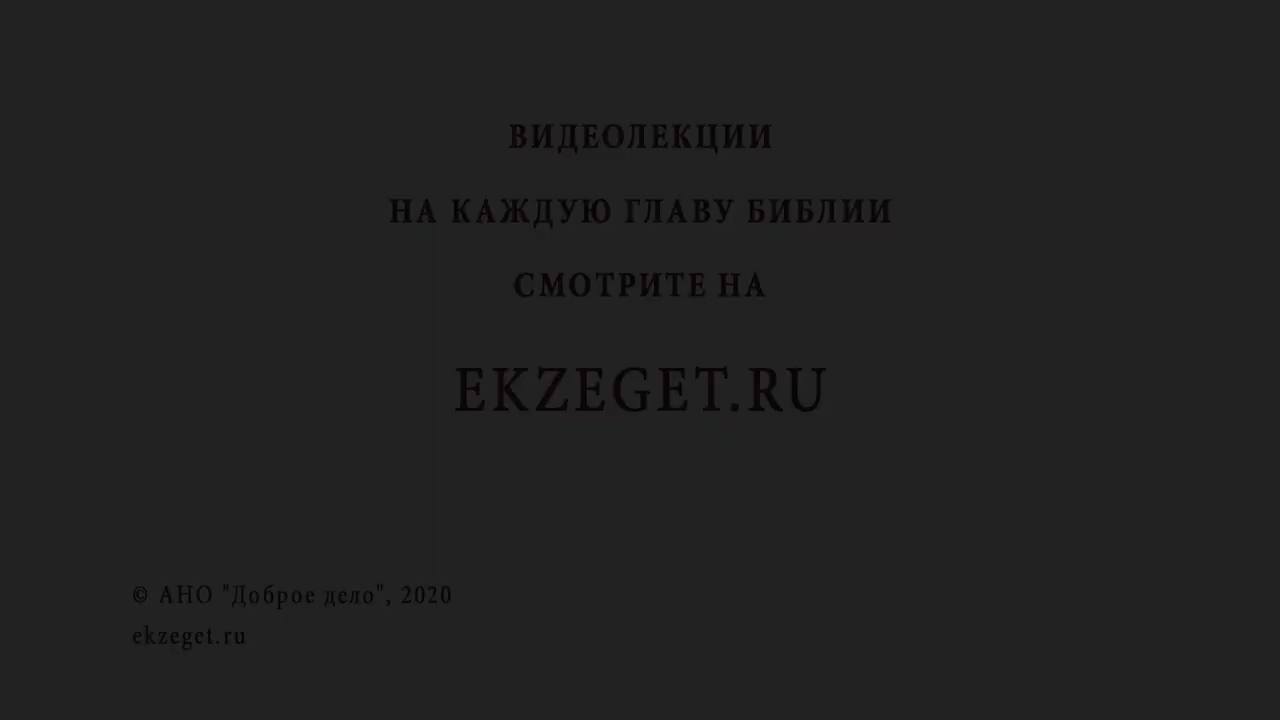 ВИДЕОЛЕКЦИИ
НА КАЖДУЮ ГЛАВУ БИБЛИИ
СМОТРИТЕ НА
EKZEGET.RU
© АНО "Доброе дело", 2020
ekzeget.ru